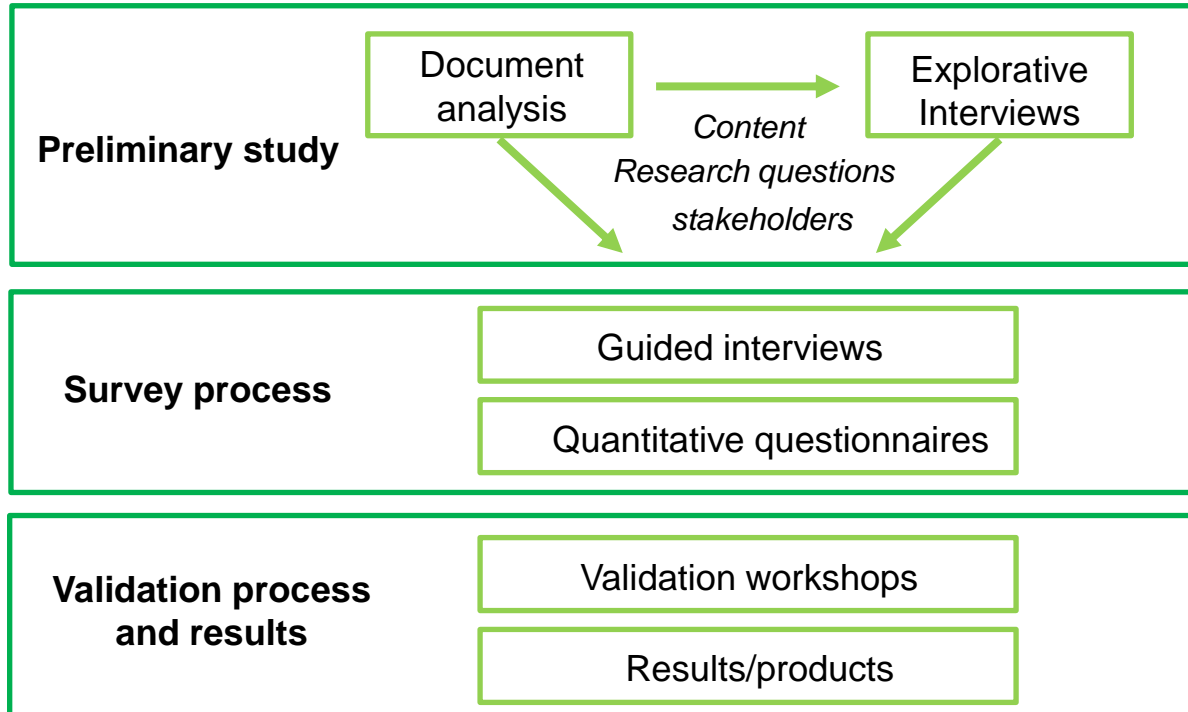 Preliminary study
Document
analysis
Explorative
Interviews
Content
Research questions
stakeholders
Survey process
Guided interviews
Quantitative questionnaires
Validation process
and results
Validation workshops
Results/products